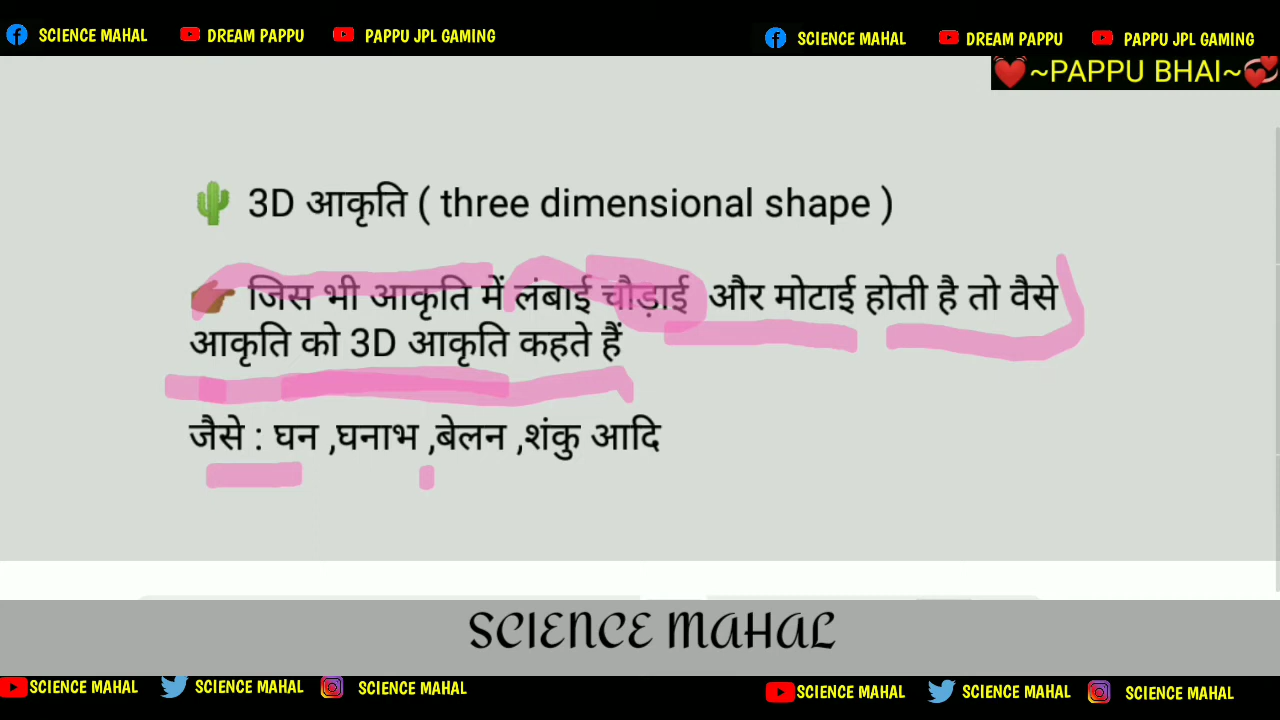 SCIENCE MAHAL DREAM PAPPU PAPPU JPL GAMING SCIENCE MAHAL DREAM PAPPU PAPPU JPL GAMING
~PAPPU BHAI~
3D आकृति ( three dimensional shape )
जिस भी आकृति में लंबाई चौड़ाई और मोटाई होती है तो वैसे
आकृति को 3D आकृति कहते हैं
जैसे : घन ,घनाभ ,बेलन ,शंकु आदि
SCIENCE MAHAL
SCIENCE MAHAL SCIENCE MAHAL SCIENCE MAHAL SCIENCE MAHAL SCIENCE MAHAL SCIENCE MAHAL